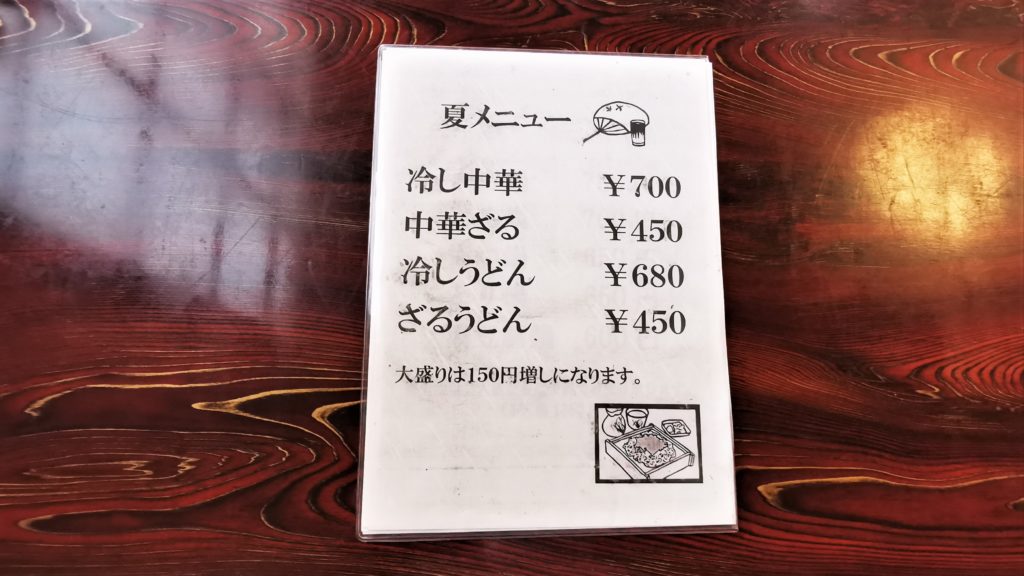 夏メニュー
冷し中華 ￥700
中華ざる ￥450
冷しうどん ￥680
ざるうどん ￥450
大盛りは150円増しになります。